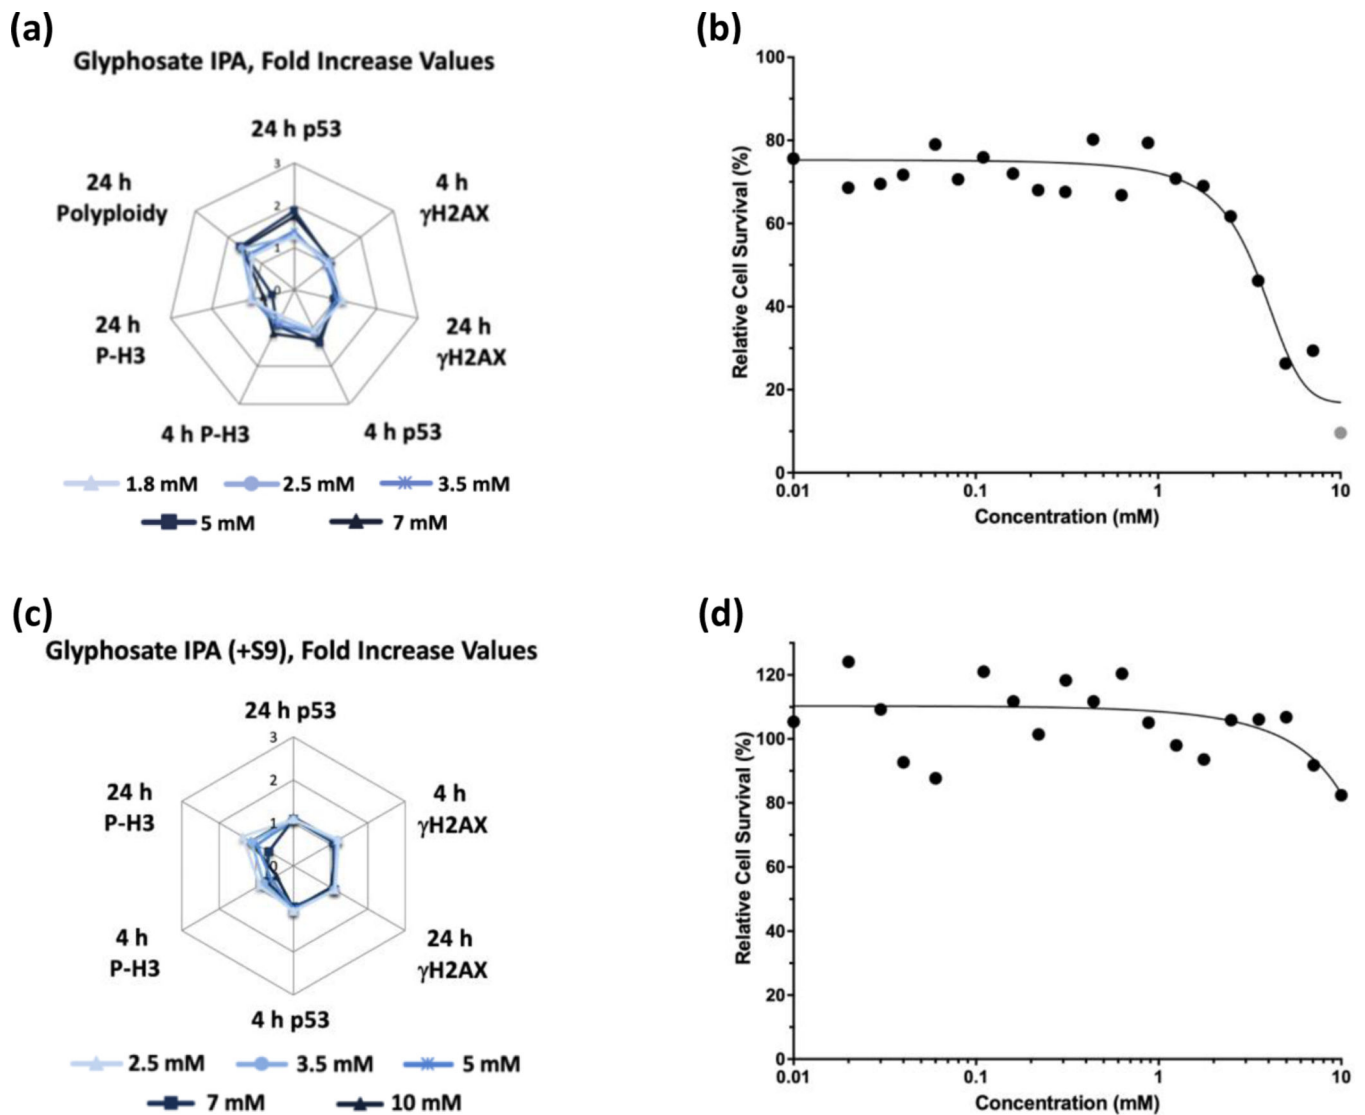 (a)
Glyphosate IPA, Fold Increase Values
24 h p53
3
2
1
0
24 h
Polyploidy
4 h
γH2AX
24 h
P-H3
24 h
γH2AX
4 h P-H3
4 h p53
1.8 mM
2.5 mM
3.5 mM
5 mM
7 mM
(b)
100
80
60
40
20
0
Relative Cell Survival (%)
0.01
0.1
1
10
Concentration (mM)
(c)
Glyphosate IPA (+S9), Fold Increase Values
24 h p53
3
2
1
0
24 h
P-H3
4 h
γH2AX
4 h
P-H3
24 h
γH2AX
4 h p53
2.5 mM
3.5 mM
5 mM
7 mM
10 mM
(d)
120
100
80
60
40
20
0
Relative Cell Survival (%)
0.01
0.1
1
10
Concentration (mM)